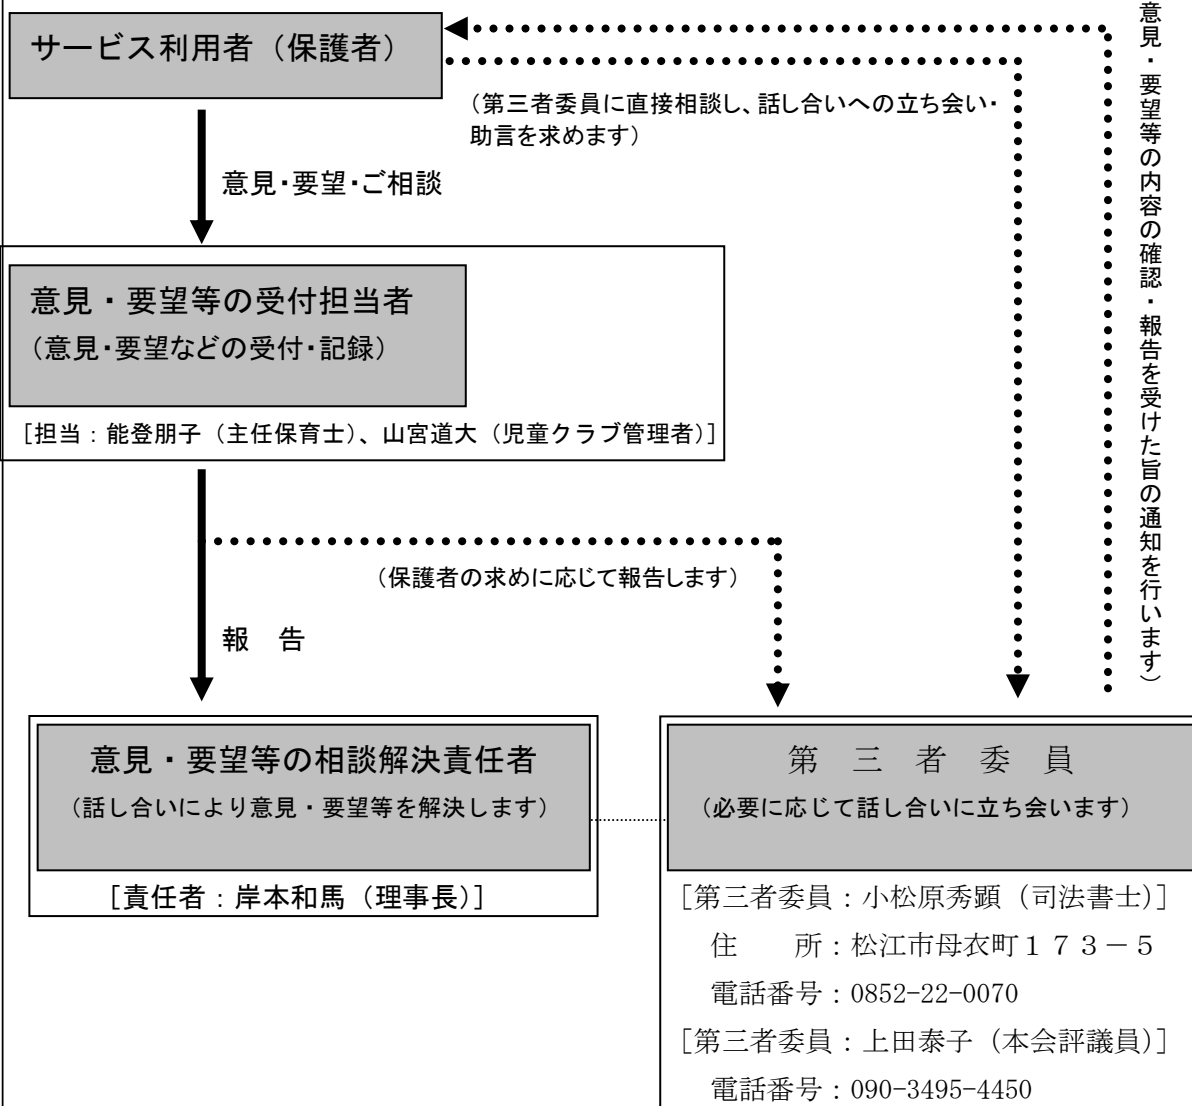 サービス利用者（保護者）
（第三者委員に直接相談し、話し合いへの立ち会い・
助言を求めます）
意見・要望・ご相談
意見・要望等の内容の確認・報告を受けた旨の通知を行います）
意見・要望等の受付担当者
（意見・要望などの受付・記録）
［担当：能登朋子（主任保育士）、山宮道大（児童クラブ管理者）］
（保護者の求めに応じて報告します）
報　告
意見・要望等の相談解決責任者
（話し合いにより意見・要望等を解決します）
［責任者：岸本和馬（理事長）］
第　三　者　委　員
（必要に応じて話し合いに立ち会います）
［第三者委員：小松原秀顕（司法書士）］
住　　所：松江市母衣町１７３－５
電話番号：0852-22-0070
［第三者委員：上田泰子（本会評議員）］
電話番号：090-3495-4450